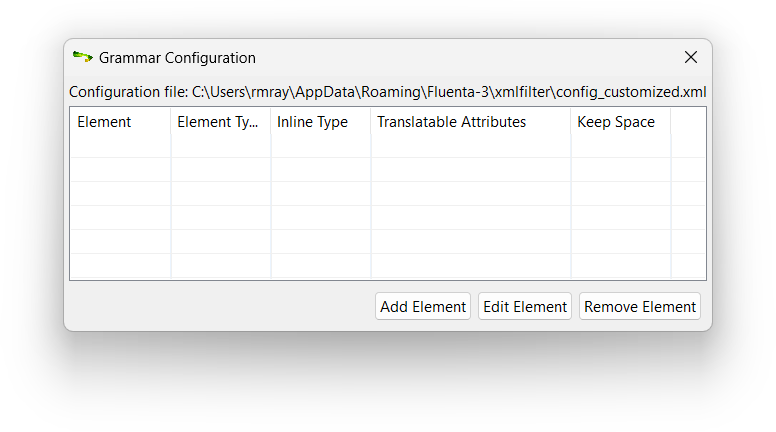 Grammar Configuration
Configuration file: C:\Users\rmray\AppData\Roaming\Fluenta-3\xmlfilter\config_customized.xml
Element Element Ty... Inline Type Translatable Attributes Keep Space
Add Element Edit Element Remove Element